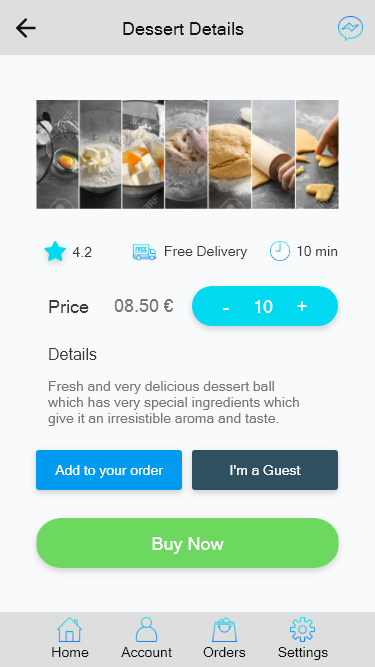 Dessert Details
4.2
FREE
Free Delivery
10 min
Price
08.50 €
-
10
+
Details
Fresh and very delicious dessert ball
which has very special ingredients which
give it an irresistible aroma and taste.
Add to your order
I'm a Guest
Buy Now
Home
Account
Orders
Settings